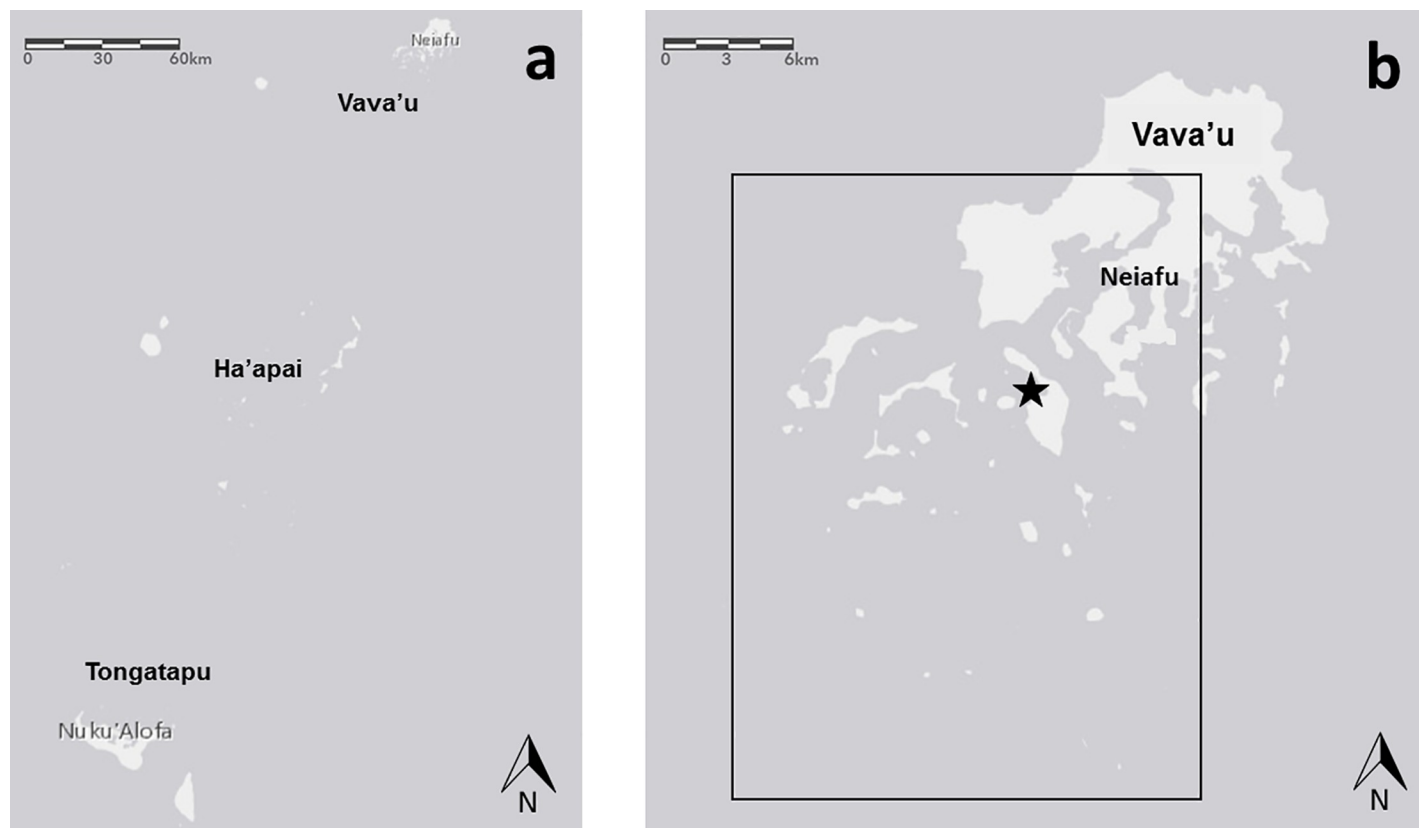 a
Neiafu
0 30 60km
Vava’u
Ha’apai
Tongatapu
Nuku’Alofa
N
b
0 3 6km
Vava’u
Neiafu
N